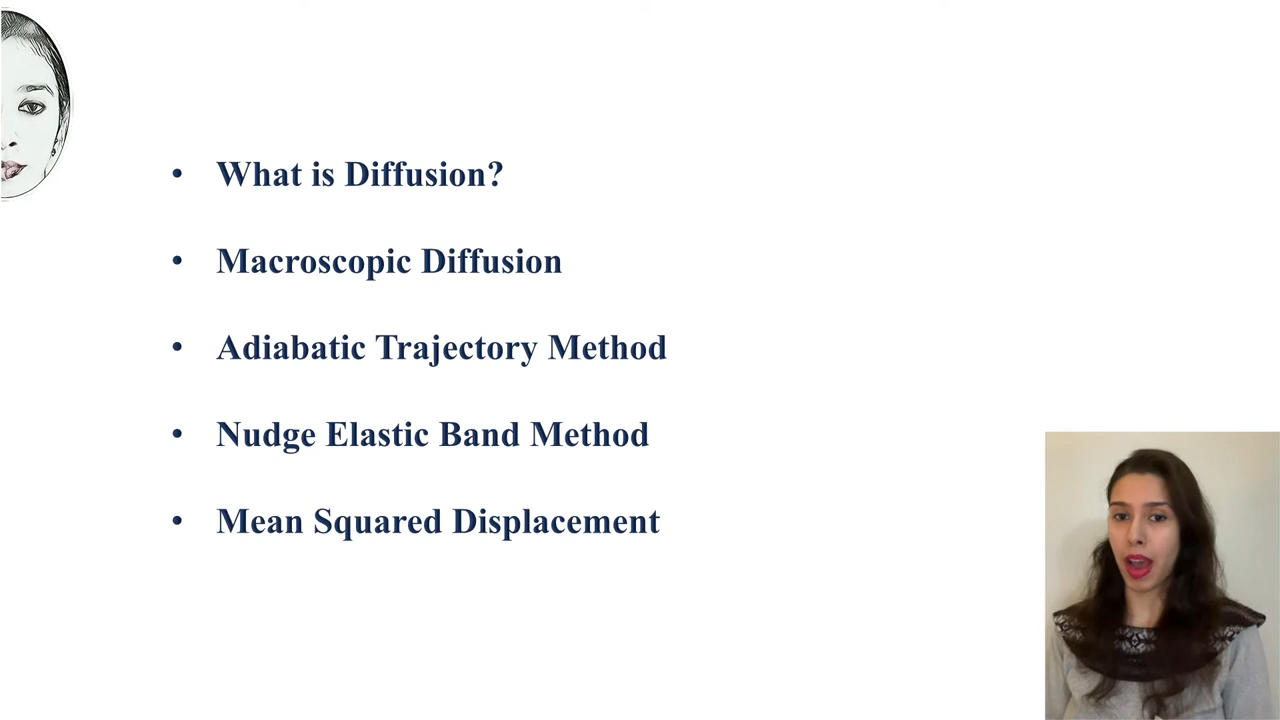 • What is Diffusion?
• Macroscopic Diffusion
• Adiabatic Trajectory Method
• Nudge Elastic Band Method
• Mean Squared Displacement